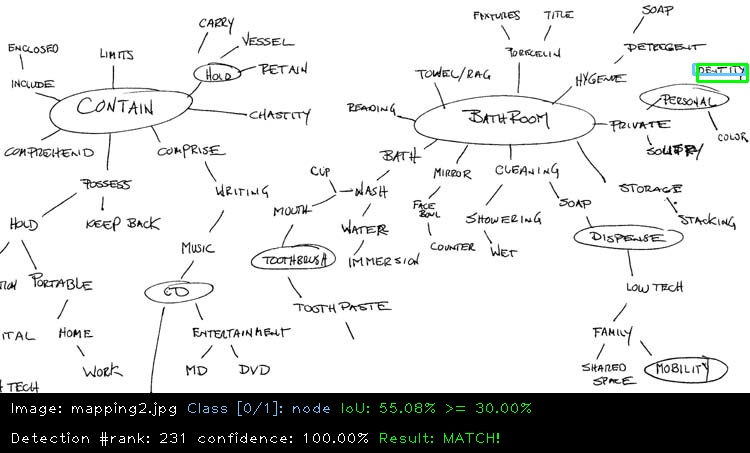 CARRY
FIXTURES TITLE
SOAP
ENCLOSED LIMITS VESSEL
PORCELIN DETERGENT
HOLD RETAIN TOWEL/RAG HYGENE IDENTITY
INCLUDE
CONTAIN CHASTITY READING BATHROOM PERSONAL
PRIVATE COLOR
COMPREHEND COMPRISE BATH
CUP MIRROR CLEANING
POSSESS WRITING WASH SOAP STORAGE
HOLD KEEP BACK MOUTH FACE BOWL SHOWERING STACKING
WATER DISPENSE
MUSIC TOOTHBRUSH IMMERSION COUNTER WET
PORTABLE CD LOW TECH
TOOTH PASTE
ITAL HOME ENTERTAINMENT FAMILY
WORK MD DVD SHARED SPACE MOBILITY
H TECH
Image: mapping2.jpg Class [0/1]: node IoU: 55.08% >= 30.00%
Detection #rank: 231 confidence: 100.00% Result: MATCH!